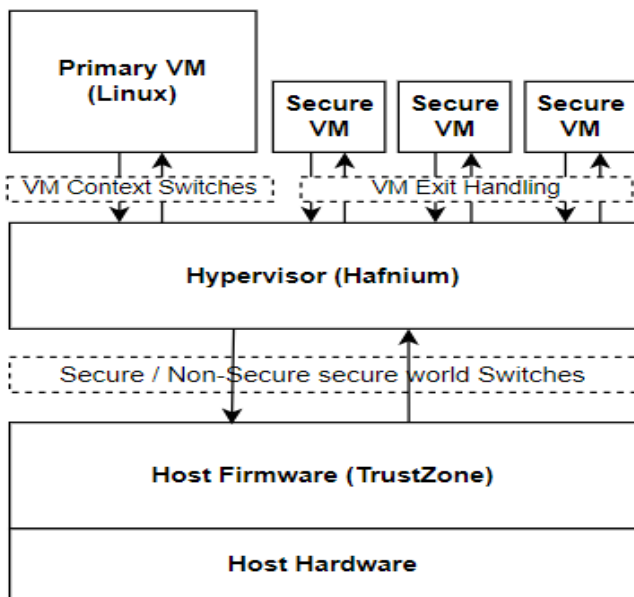 Primary VM
(Linux)
Secure
VM
Secure
VM
Secure
VM
VM Context Switches
VM Exit Handling
Hypervisor (Hafnium)
Secure / Non-Secure secure world Switches
Host Firmware (TrustZone)
Host Hardware